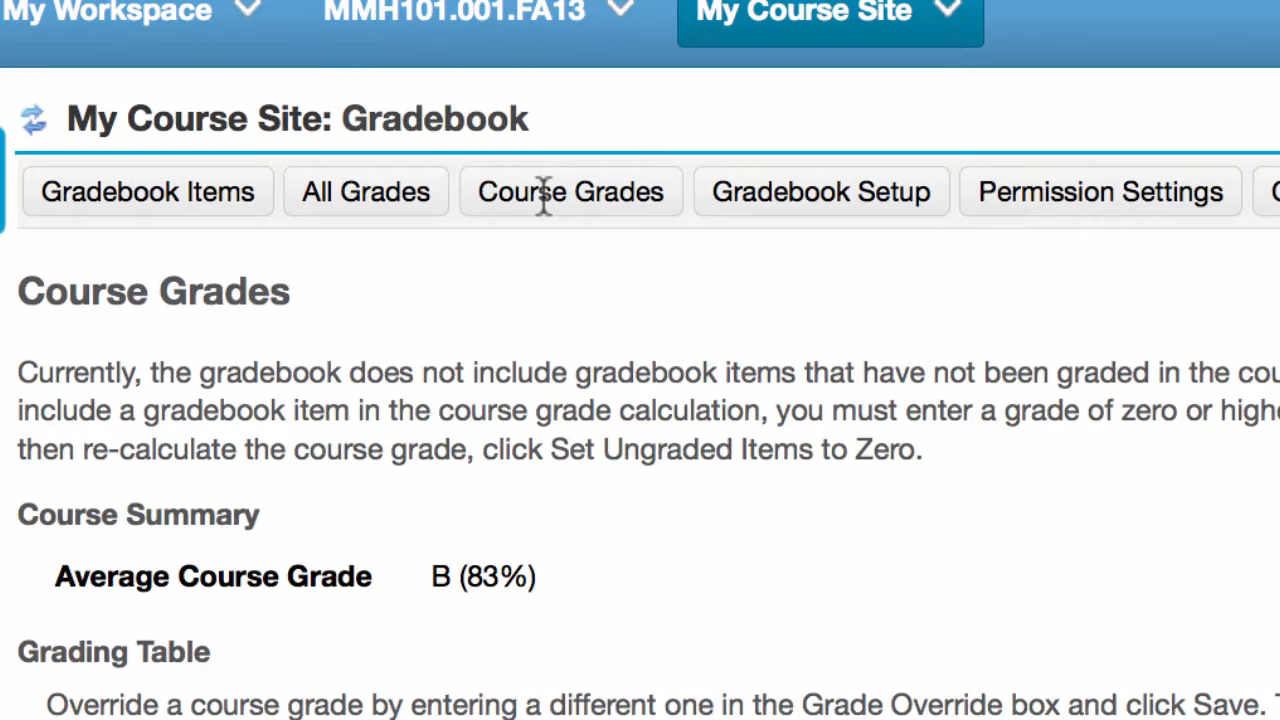 My Workspace MMH101.001.FA13 My Course Site
My Course Site: Gradebook
Gradebook Items All Grades Course Grades Gradebook Setup Permission Settings
Course Grades
Currently, the gradebook does not include gradebook items that have not been graded in the
include a gradebook item in the course grade calculation, you must enter a grade of zero or
then re-calculate the course grade, click Set Ungraded Items to Zero.
Course Summary
Average Course Grade B (83%)
Grading Table
Override a course grade by entering a different one in the Grade Override box and click Save.